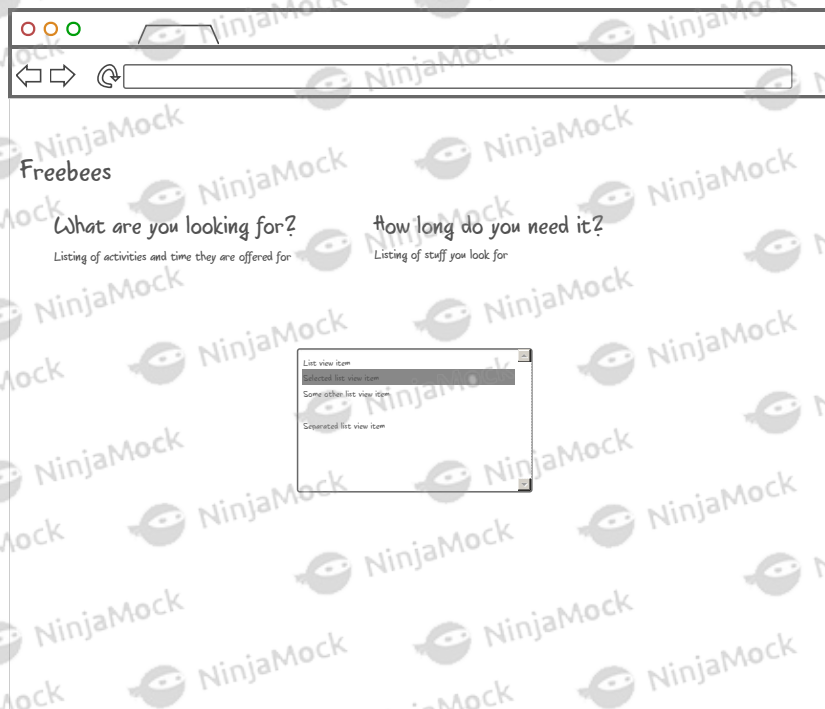 Freebees
What are you looking for?
How long do you need it?
Listing of activities and time they are offered for
Listing of stuff you look for
List view item
Selected list view item
Some other list view item
Separated list view item
NinjaMock